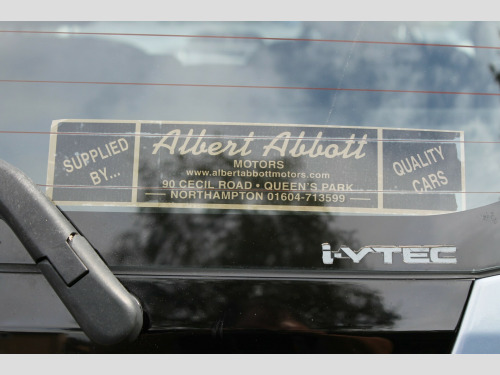 SUPPLIED
BY...
Albert Abbott
MOTORS
www.albertabbottmotors.com
90 CECIL ROAD • QUEEN'S PARK
NORTHAMPTON 01604-713599
QUALITY
CARS
i-VTEC